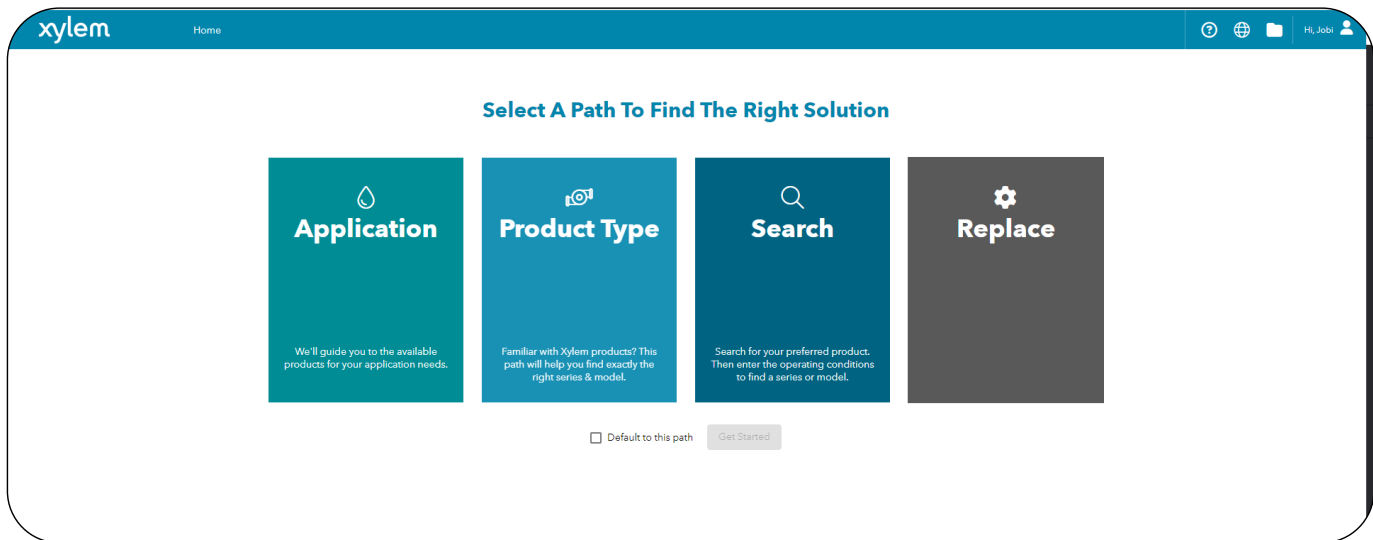 xylem
Home
Hi, Jobi
Select A Path To Find The Right Solution
Application
We'll guide you to the available
products for your application needs.
Product Type
Familiar with Xylem products? This
path will help you find exactly the
right series & model.
Search
Search for your preferred product.
Then enter the operating conditions
to find a series or model.
Replace
Default to this path
Get Started